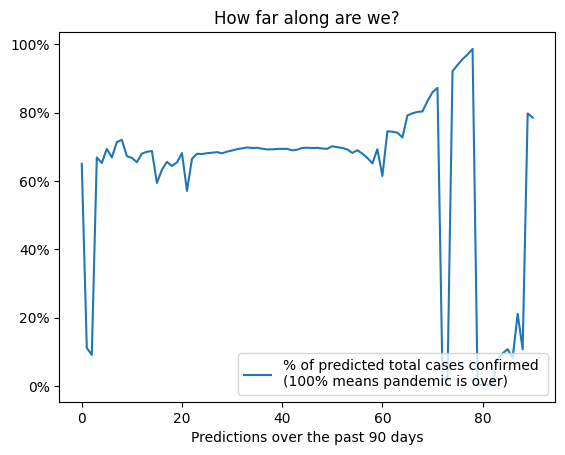 How far along are we?
100%
80%
60%
40%
20%
0%
% of predicted total cases confirmed
(100% means pandemic is over)
0 20 40 60 80
Predictions over the past 90 days